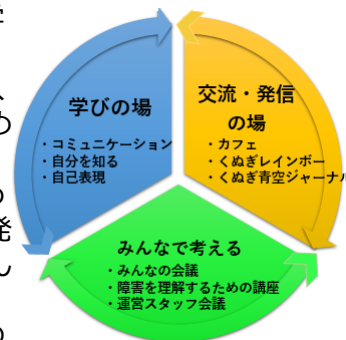 学びの場
・コミュニケーション
・自分を知る
・自己表現
交流・発信
の場
・カフェ
・くぬぎレインボー
・くぬぎ青空ジャーナル
みんなで考える
・みんなの会議
・障害を理解するための講座
・運営スタッフ会議
の
発